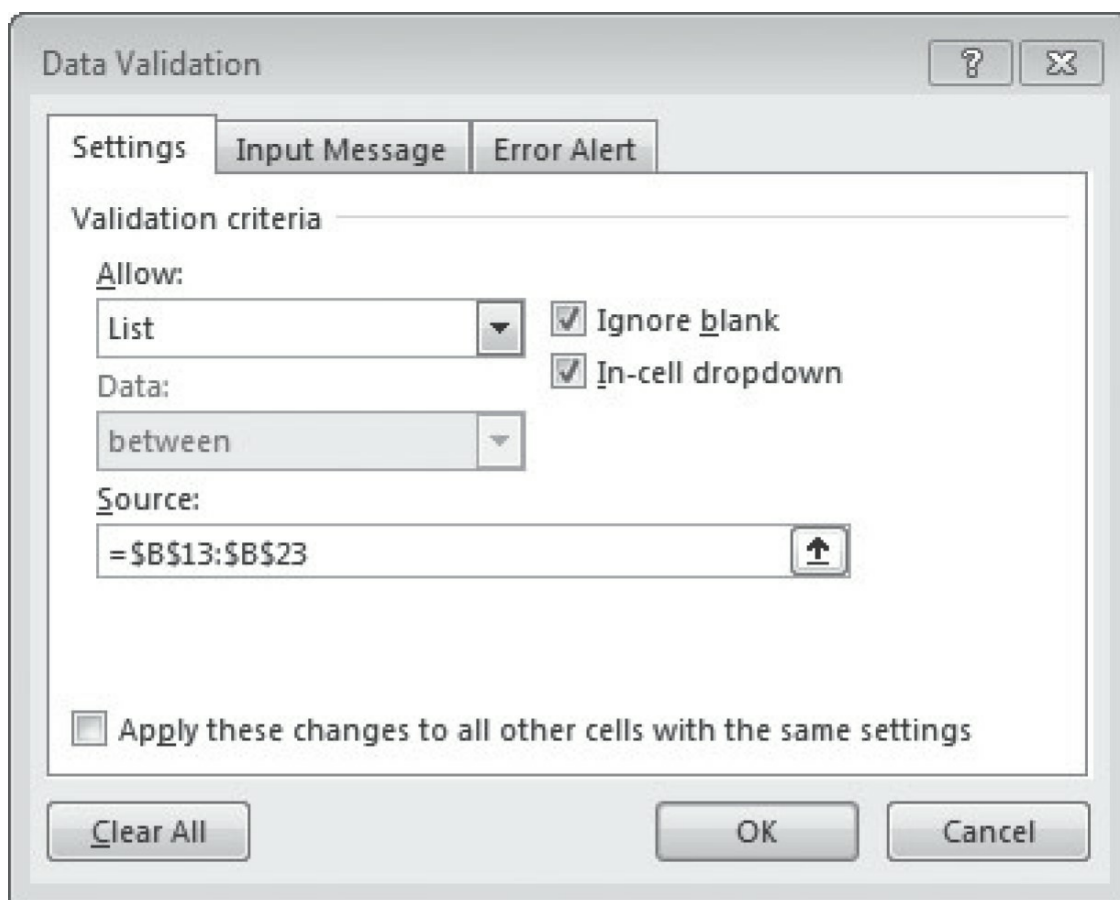 Data Validation
Settings
Input Message
Error Alert
Validation criteria
Allow:
List
Ignore blank
In-cell dropdown
Data:
between
Source:
=$B$13:$B$23
Apply these changes to all other cells with the same settings
Clear All
OK
Cancel